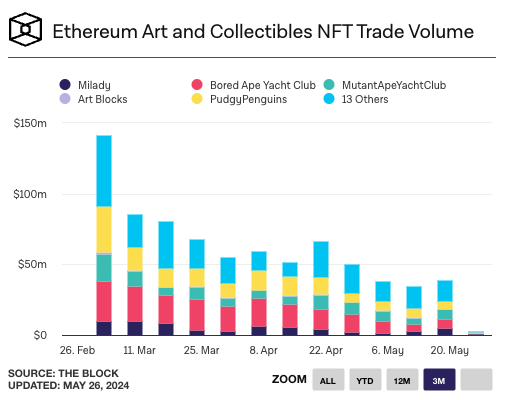 Ethereum Art and Collectibles NFT Trade Volume
Milady Bored Ape Yacht Club MutantApeYachtClub
Art Blocks PudgyPenguins 13 Others
$150m
$100m
$50m
$0
26. Feb 11. Mar 25. Mar 8. Apr 22. Apr 6. May 20. May
SOURCE: THE BLOCK
UPDATED: MAY 26, 2024
ZOOM ALL YTD 12M 3M